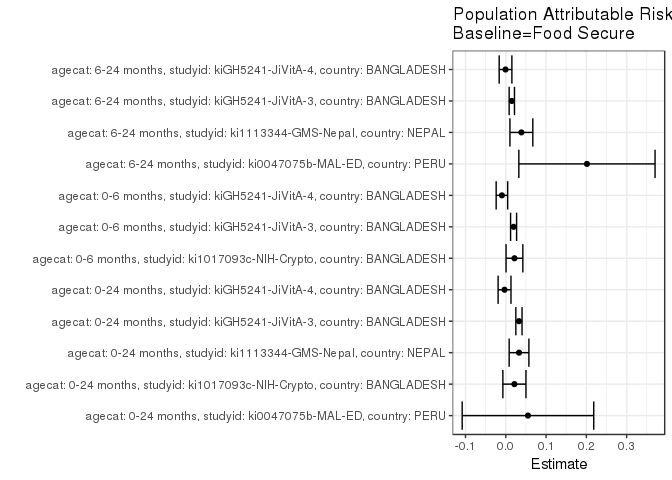 Population Attributable Risk
Baseline=Food Secure
agecat: 6-24 months, studyid: kiGH5241-JiVitA-4, country: BANGLADESH
agecat: 6-24 months, studyid: kiGH5241-JiVitA-3, country: BANGLADESH
agecat: 6-24 months, studyid: ki1113344-GMS-Nepal, country: NEPAL
agecat: 6-24 months, studyid: ki0047075b-MAL-ED, country: PERU
agecat: 0-6 months, studyid: kiGH5241-JiVitA-4, country: BANGLADESH
agecat: 0-6 months, studyid: kiGH5241-JiVitA-3, country: BANGLADESH
agecat: 0-6 months, studyid: ki1017093c-NIH-Crypto, country: BANGLADESH
agecat: 0-24 months, studyid: kiGH5241-JiVitA-4, country: BANGLADESH
agecat: 0-24 months, studyid: kiGH5241-JiVitA-3, country: BANGLADESH
agecat: 0-24 months, studyid: ki1113344-GMS-Nepal, country: NEPAL
agecat: 0-24 months, studyid: ki1017093c-NIH-Crypto, country: BANGLADESH
agecat: 0-24 months, studyid: ki0047075b-MAL-ED, country: PERU
-0.1 0.0 0.1 0.2 0.3
Estimate